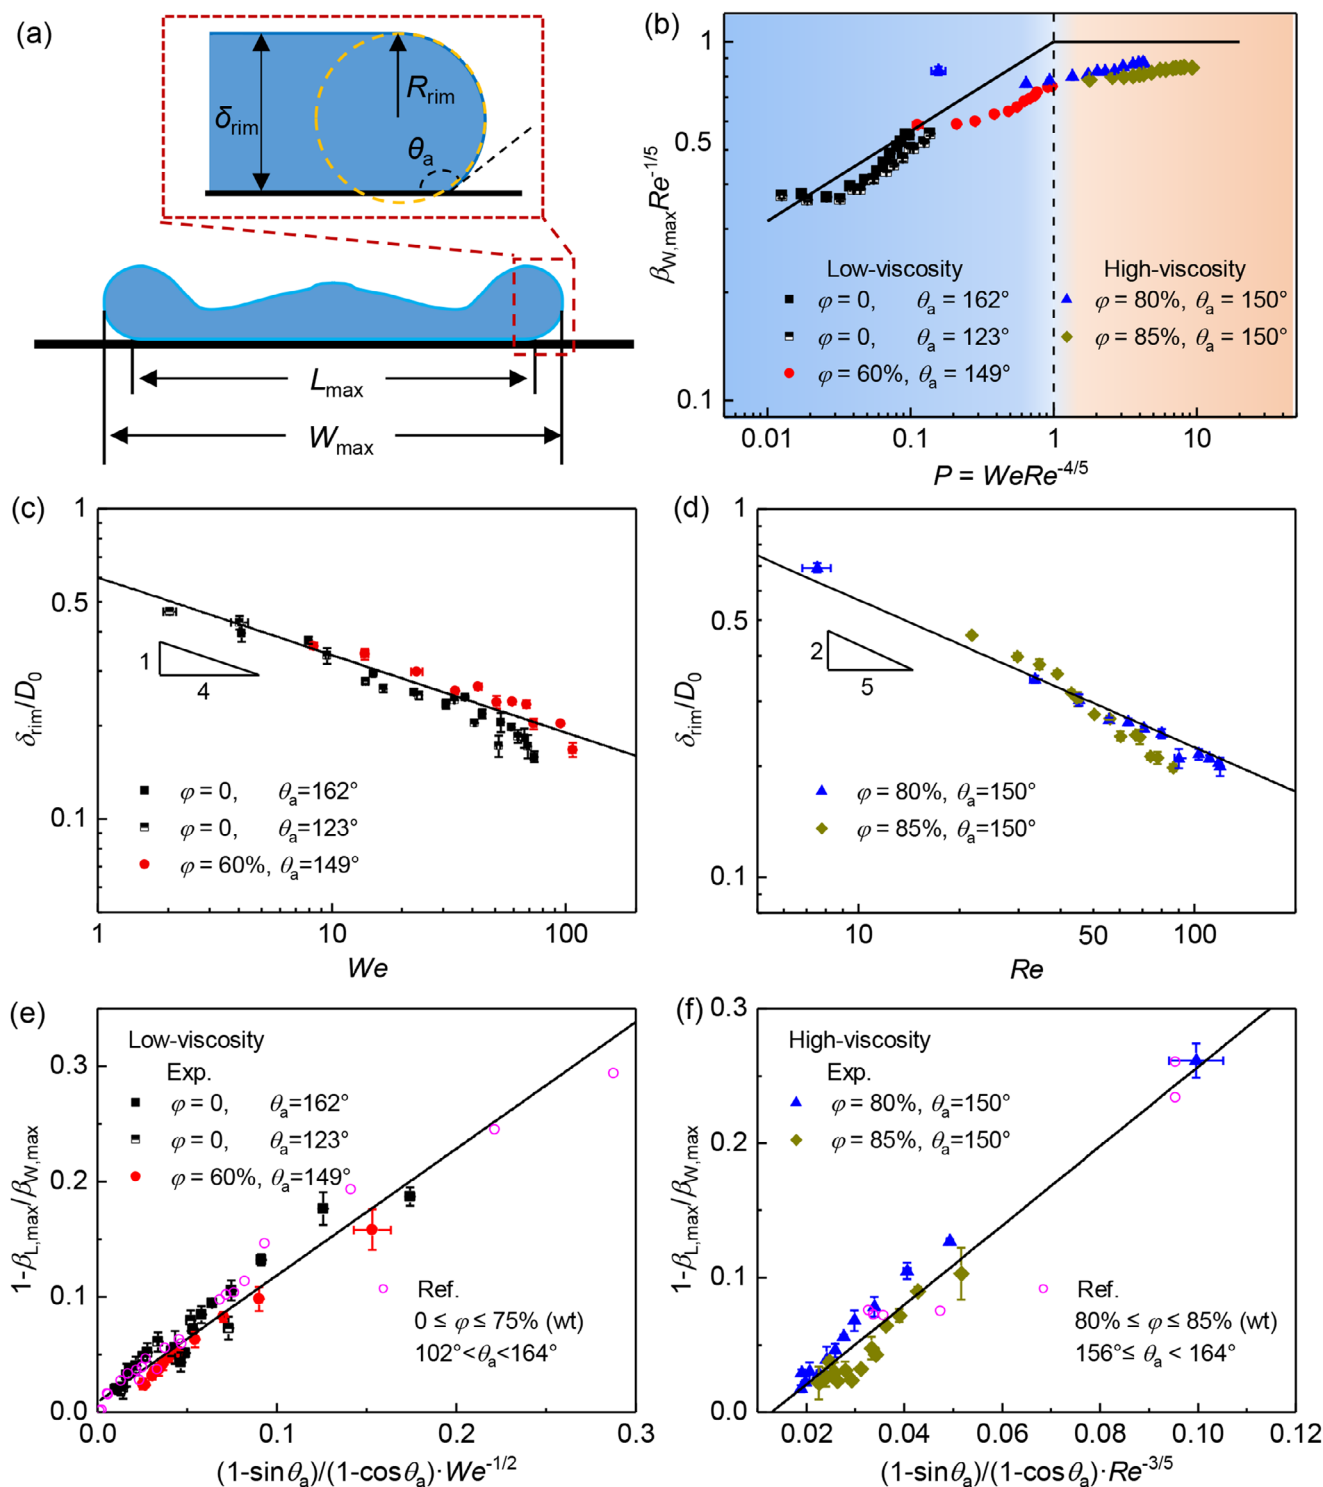 (a)
δrim
Rrim
θa
Lmax
Wmax
(b)
1
0.5
0.1
βW,maxRe-1/5
Low-viscosity
φ = 0, θa = 162°
φ = 0, θa = 123°
φ = 60%, θa = 149°
High-viscosity
φ = 80%, θa = 150°
φ = 85%, θa = 150°
0.01 0.1 1 10
P = WeRe-4/5
(c)
1
0.5
0.1
δrim/D0
1
4
φ = 0, θa=162°
φ = 0, θa=123°
φ = 60%, θa=149°
1 10 100
We
(d)
1
0.5
0.1
δrim/D0
2
5
φ = 80%, θa=150°
φ = 85%, θa=150°
10 50 100
Re
(e)
0.3
0.2
0.1
0.0
1-βL,max/βW,max
Low-viscosity
Exp.
φ = 0, θa=162°
φ = 0, θa=123°
φ = 60%, θa=149°
Ref.
0 ≤ φ ≤ 75% (wt)
102°<θa<164°
0.0 0.1 0.2 0.3
(1-sinθa)/(1-cosθa)·We-1/2
(f)
0.3
0.2
0.1
0.0
1-βL,max/βW,max
High-viscosity
Exp.
φ = 80%, θa=150°
φ = 85%, θa=150°
Ref.
80% ≤ φ ≤ 85% (wt)
156°≤ θa < 164°
0.02 0.04 0.06 0.08 0.10 0.12
(1-sinθa)/(1-cosθa)·Re-3/5